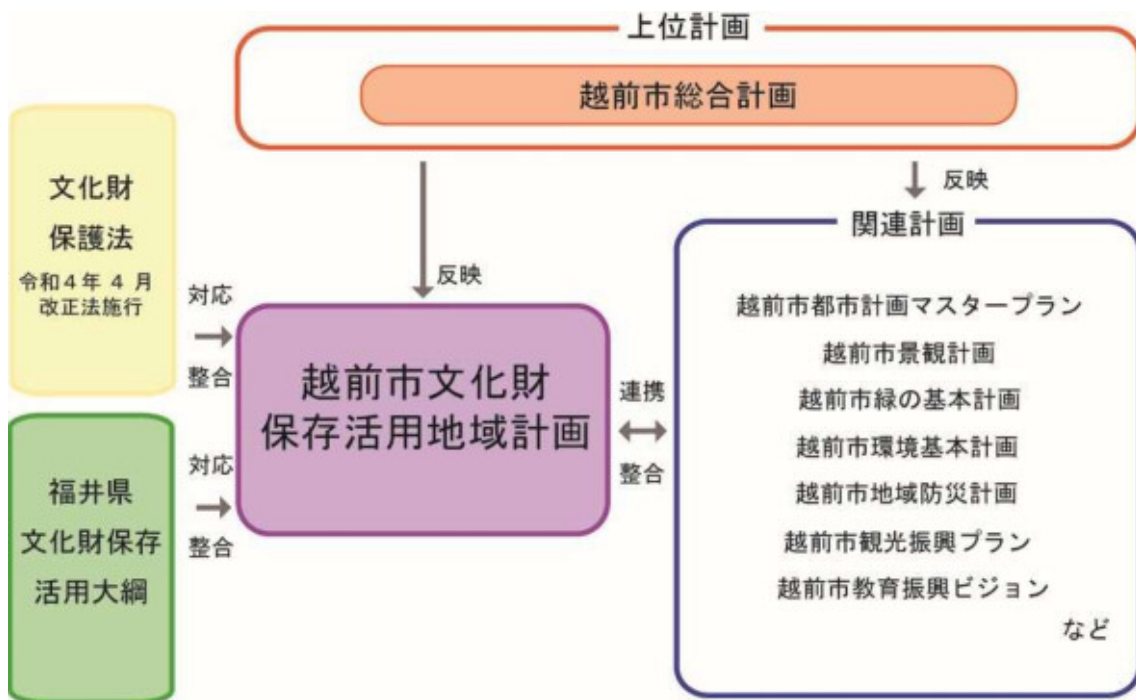 上位計画
越前市総合計画
反映
反映
文化財
保護法
令和4年 4 月
改正法施行
対応
整合
福井県
文化財保存
活用大綱
対応
整合
越前市文化財
保存活用地域計画
連携
整合
関連計画
越前市都市計画マスタープラン
越前市景観計画
越前市緑の基本計画
越前市環境基本計画
越前市地域防災計画
越前市観光振興プラン
越前市教育振興ビジョン
など